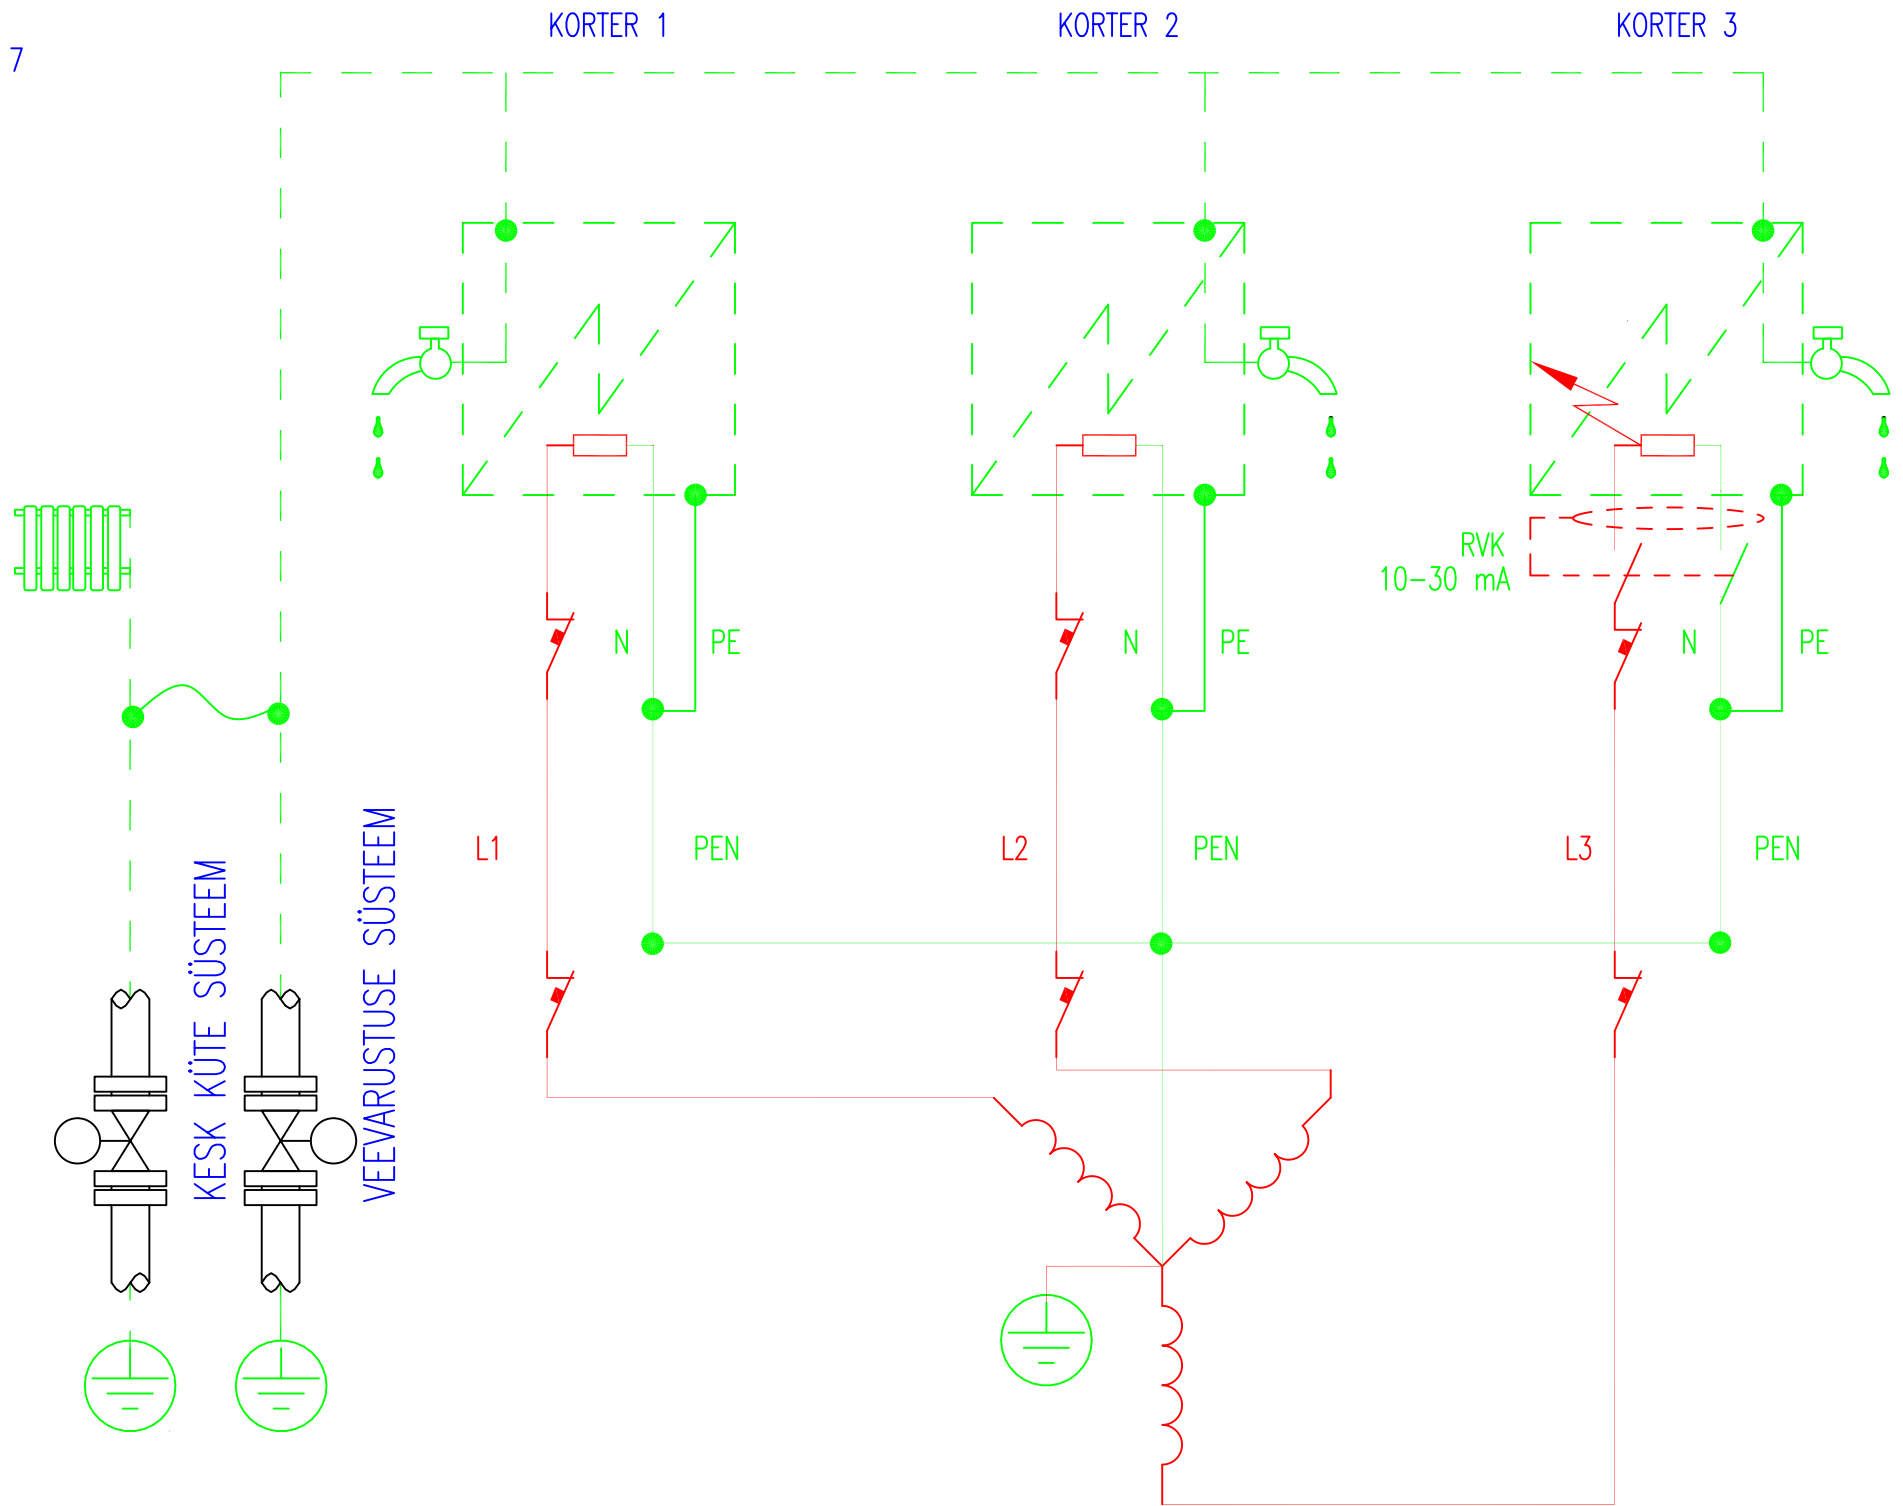 KORTER 1
KORTER 2
KORTER 3
7
RVK
10-30 mA
N
PE
N
PE
N
PE
L1
PEN
L2
PEN
L3
PEN
KESK KÜTE SÜSTEEM
VEEVARUSTUSE SÜSTEEM